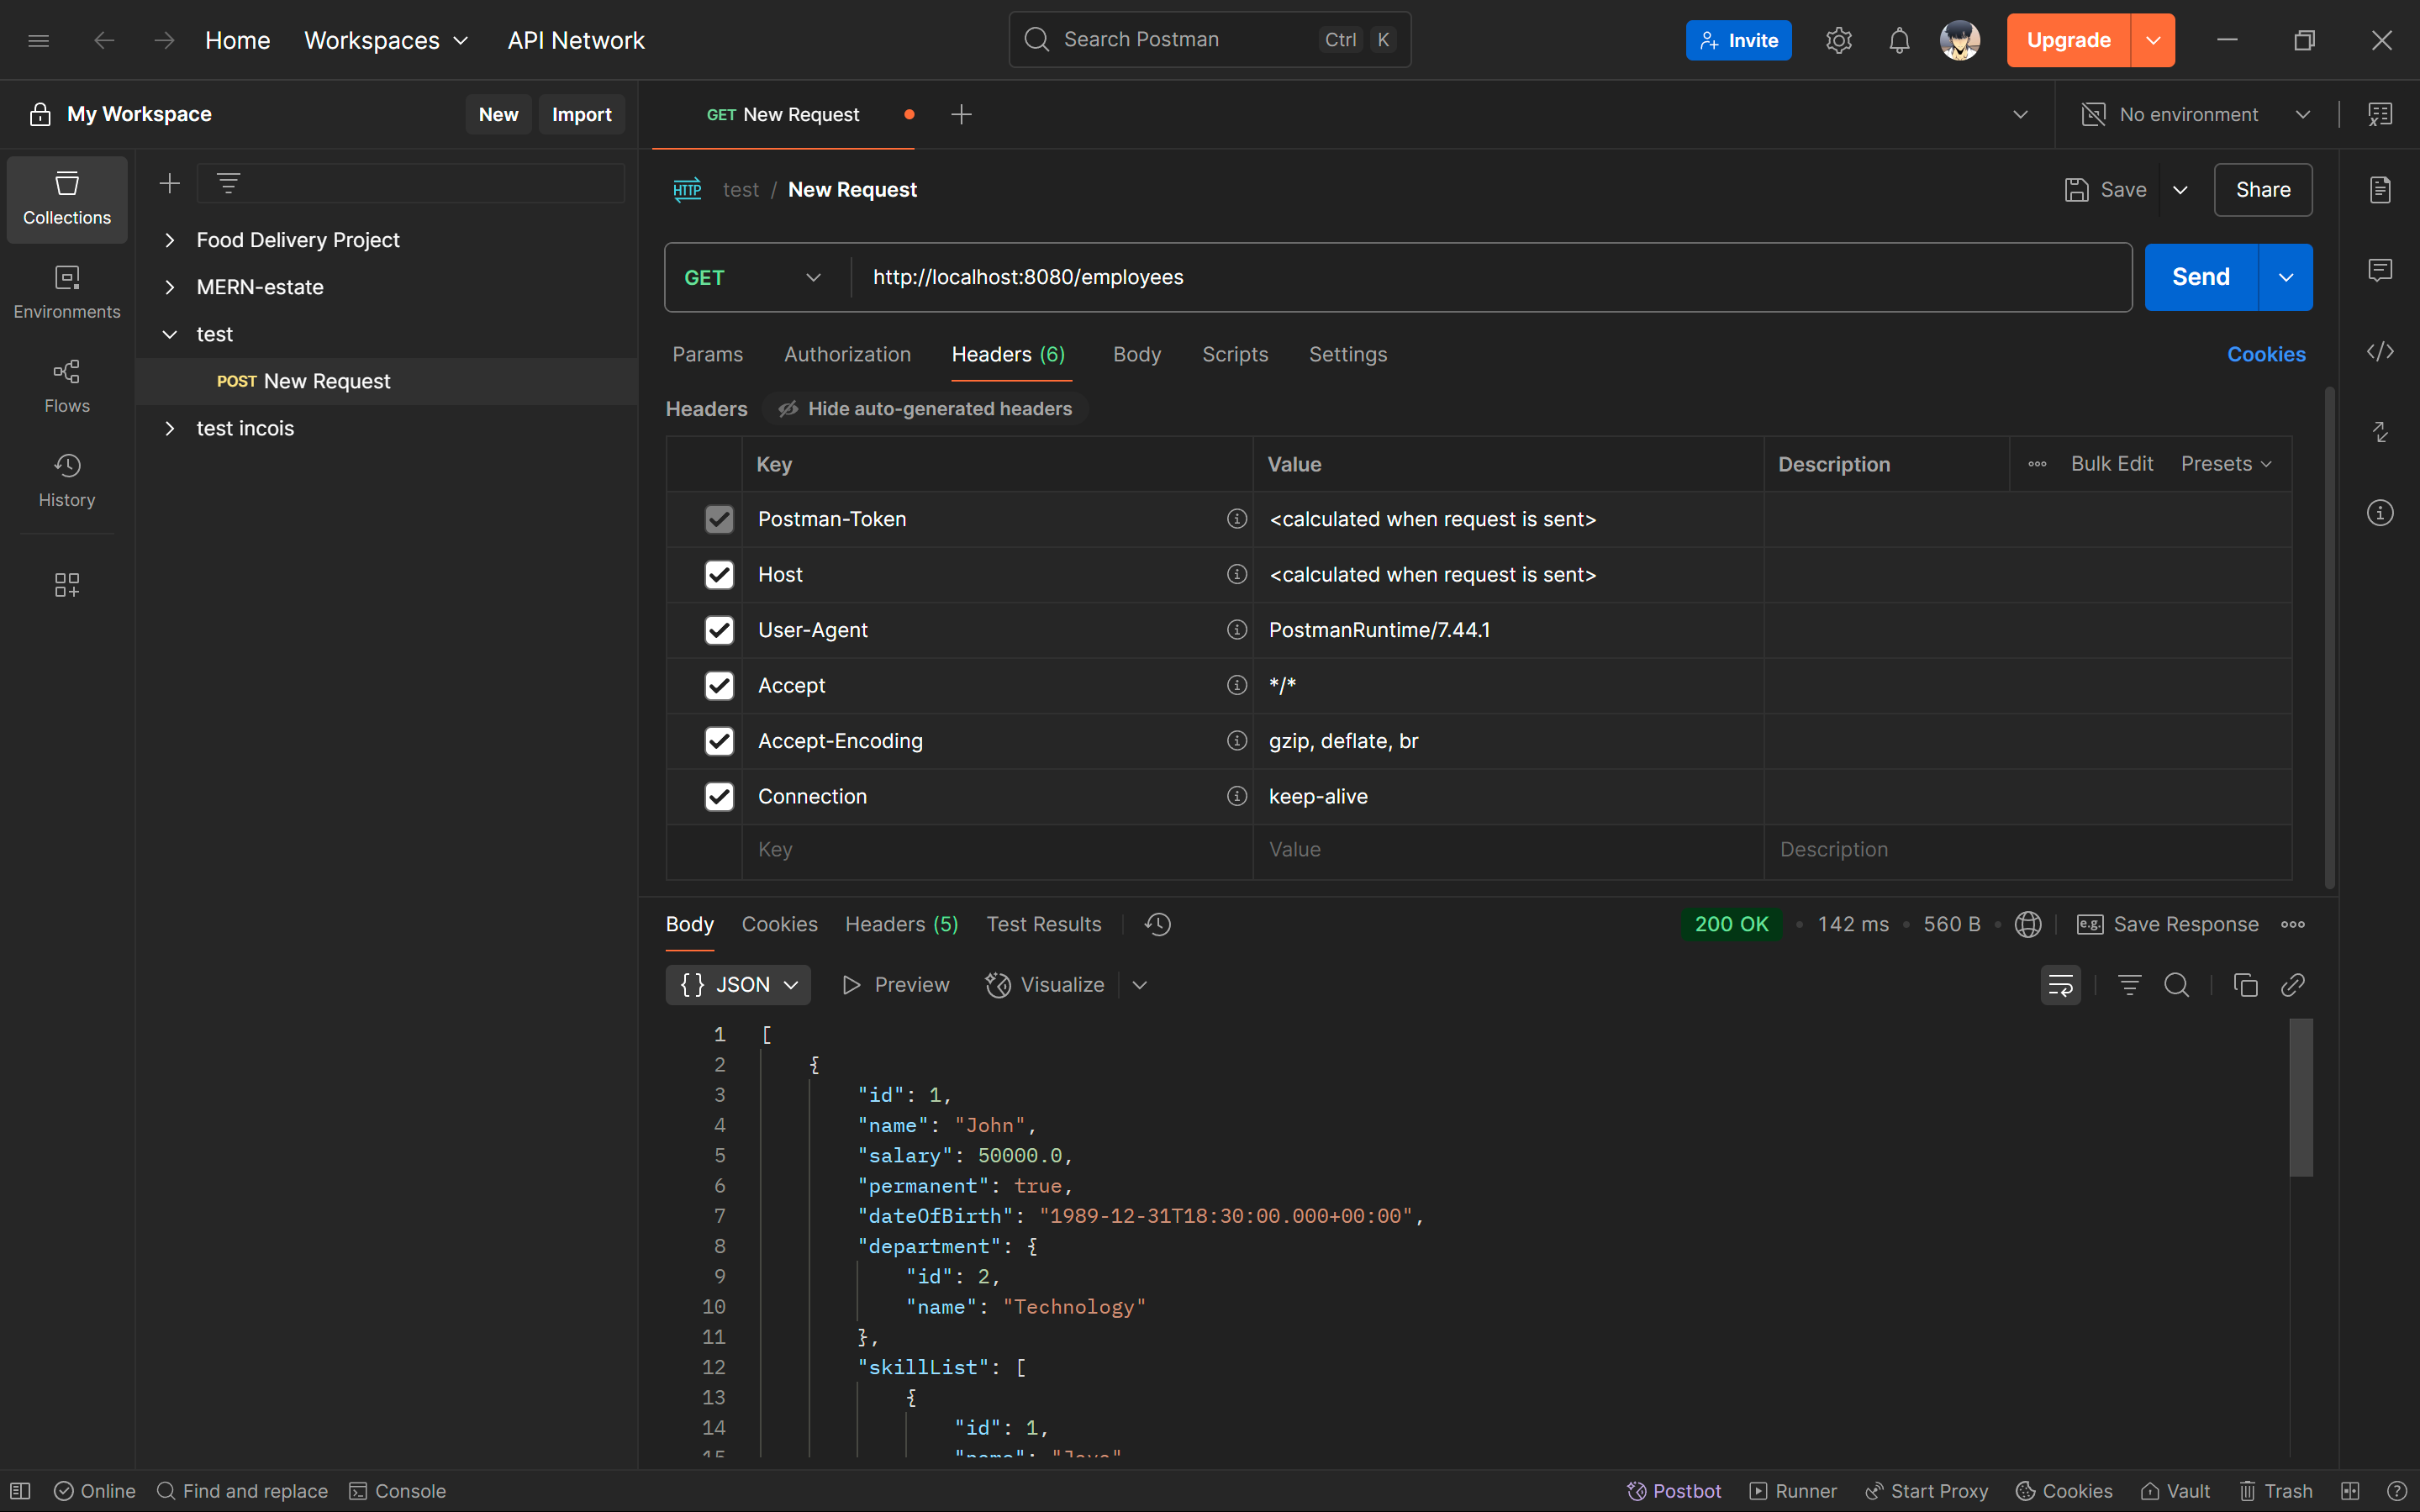 Home Workspaces API Network Search Postman Ctrl K Invite Upgrade
My Workspace New Import GET New Request No environment
Collections
Environments
Flows
History
Food Delivery Project
MERN-estate
test
POST New Request
test incois
HTTP test / New Request Save Share
GET http://localhost:8080/employees Send
Params Authorization Headers (6) Body Scripts Settings Cookies
Headers Hide auto-generated headers
Key Value Description Bulk Edit Presets
Postman-Token <calculated when request is sent>
Host <calculated when request is sent>
User-Agent PostmanRuntime/7.44.1
Accept */*
Accept-Encoding gzip, deflate, br
Connection keep-alive
Key Value Description
Body Cookies Headers (5) Test Results 200 OK 142 ms 560 B e.g. Save Response
{} JSON Preview Visualize
1 [
2 {
3 "id": 1,
4 "name": "John",
5 "salary": 50000.0,
6 "permanent": true,
7 "dateOfBirth": "1989-12-31T18:30:00.000+00:00",
8 "department": {
9 "id": 2,
10 "name": "Technology"
11 },
12 "skillList": [
13 {
14 "id": 1,
15 "name": "Java"
Online Find and replace Console Postbot Runner Start Proxy Cookies Vault Trash